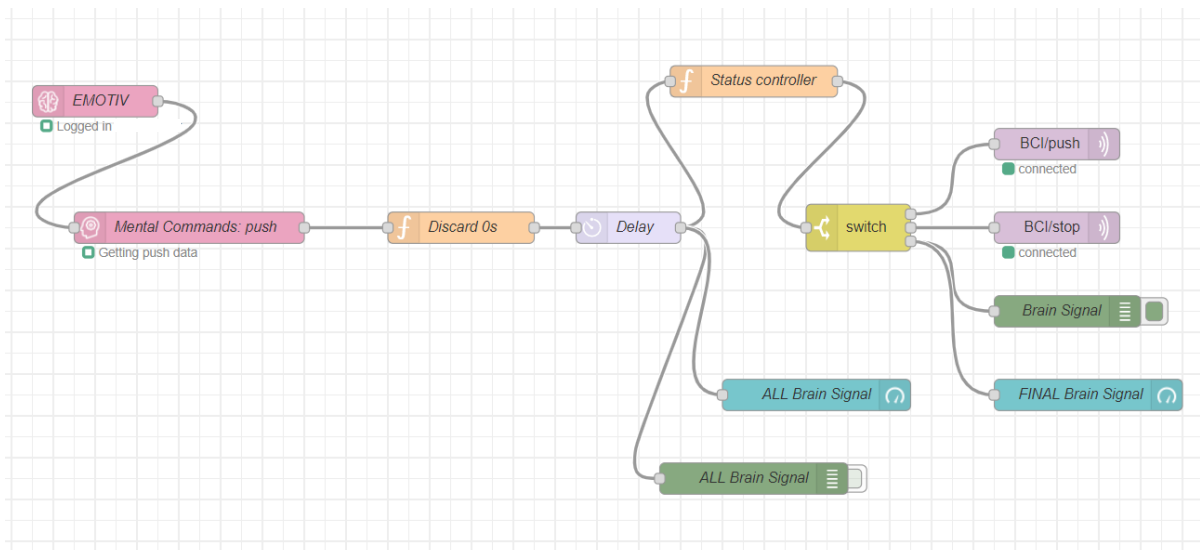 EMOTIV
Logged in
Mental Commands: push
Getting push data
Discard 0s
Delay
Status controller
switch
BCI/push
connected
BCI/stop
connected
Brain Signal
ALL Brain Signal
FINAL Brain Signal
ALL Brain Signal